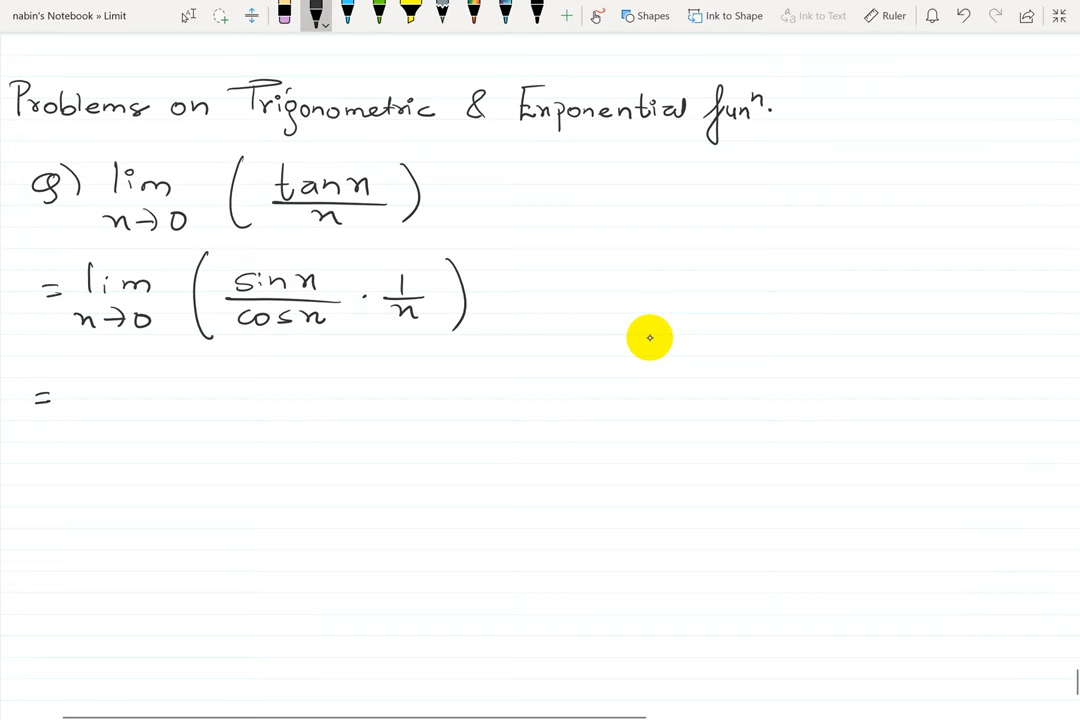 nabin's Notebook » Limit
Shapes
Ink to Shape
Ink to Text
Ruler
Problems on Trigonometric & Exponential funⁿ.
Q) lim n→0 ( tan n / n )
= lim n→0 ( sin n / cos n · 1 / n )
=